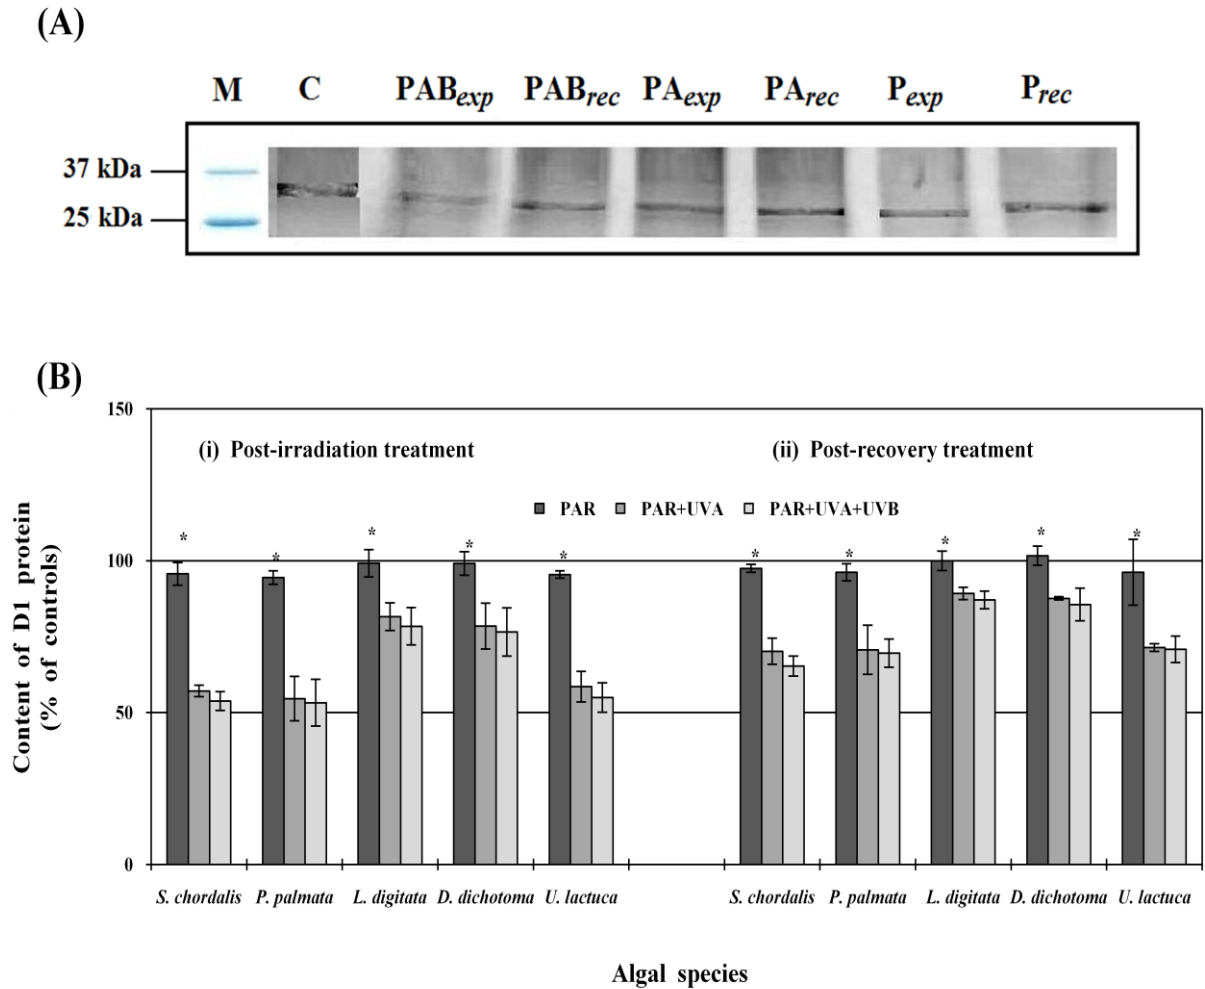 (A)
M C PABexp PABrec PAexp PArec Pexp Prec
37 kDa
25 kDa
(B)
150
(i) Post-irradiation treatment (ii) Post-recovery treatment
PAR PAR+UVA PAR+UVA+UVB
* * * * * * * * * *
100
50
0
Content of D1 protein
(% of controls)
S. chordalis P. palmata L. digitata D. dichotoma U. lactuca S. chordalis P. palmata L. digitata D. dichotoma U. lactuca
Algal species